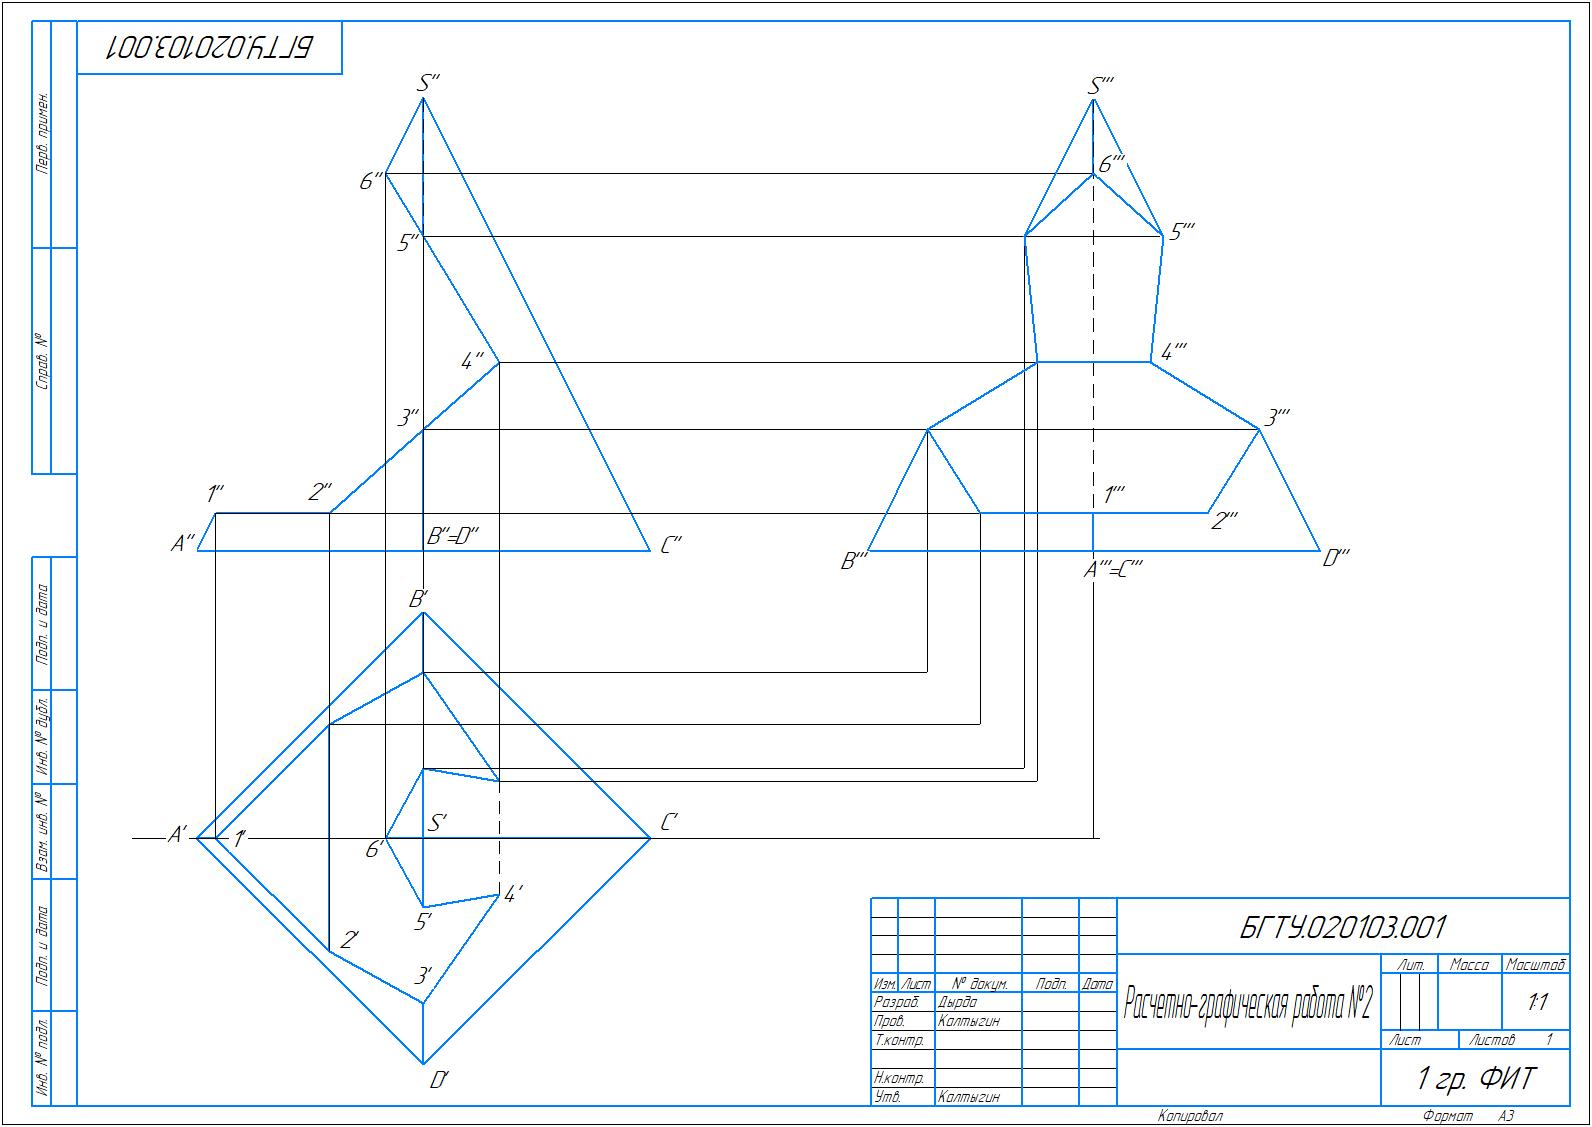 БГТУ.020103.001
Перв. примен.
Справ. №
Подп. и дата
Инв. № дубл.
Взам. инв. №
Подп. и дата
Инв. № подл.
S''
6''
5''
4''
3''
1''
2''
A''
B''=D''
C''
S'''
6'''
5'''
4'''
3'''
1'''
2'''
B'''
A'''=C'''
D'''
B'
A'
1'
S'
C'
6'
4'
5'
2'
3'
D'
БГТУ.020103.001
Изм. Лист № докум. Подп. Дата
Разраб. Дырда
Пров. Калтыгин
Т.контр.
Н.контр.
Утв. Калтыгин
Расчетно-графическая работа №2
Лит. Масса Масштаб
1:1
Лист Листов 1
1 гр. ФИТ
Копировал Формат А3